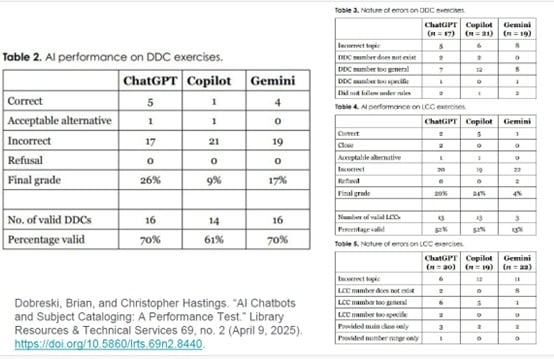 Table 2. AI performance on DDC exercises.
ChatGPT Copilot Gemini
Correct 5 1 4
Acceptable alternative 1 1 0
Incorrect 17 21 19
Refusal 0 0 0
Final grade 26% 9% 17%
No. of valid DDCs 16 14 16
Percentage valid 70% 61% 70%
Dobreski, Brian, and Christopher Hastings. "AI Chatbots
and Subject Cataloging: A Performance Test." Library
Resources & Technical Services 69, no. 2 (April 9, 2025).
https://doi.org/10.5860/lrts.69n2.8440.
Table 3. Nature of errors on DDC exercises.
ChatGPT Copilot Gemini
(n = 17) (n = 21) (n = 19)
Incorrect topic 5 6 8
DDC number does not exist 2 2 0
DDC number too general 7 12 8
DDC number too specific 1 0 1
Did not follow under rules 2 1 2
Table 4. AI performance on LCC exercises.
ChatGPT Copilot Gemini
Correct 2 5 1
Close 2 0 0
Acceptable alternative 1 1 0
Incorrect 20 19 22
Refusal 0 0 2
Final grade 20% 24% 4%
Number of valid LCCs 13 13 3
Percentage valid 52% 52% 13%
Table 5. Nature of errors on LCC exercises.
ChatGPT Copilot Gemini
(n = 20) (n = 19) (n = 22)
Incorrect topic 6 12 11
LCC number does not exist 2 0 8
LCC number too general 6 5 1
LCC number too specific 2 0 0
Provided main class only 3 2 2
Provided number range only 1 0 0